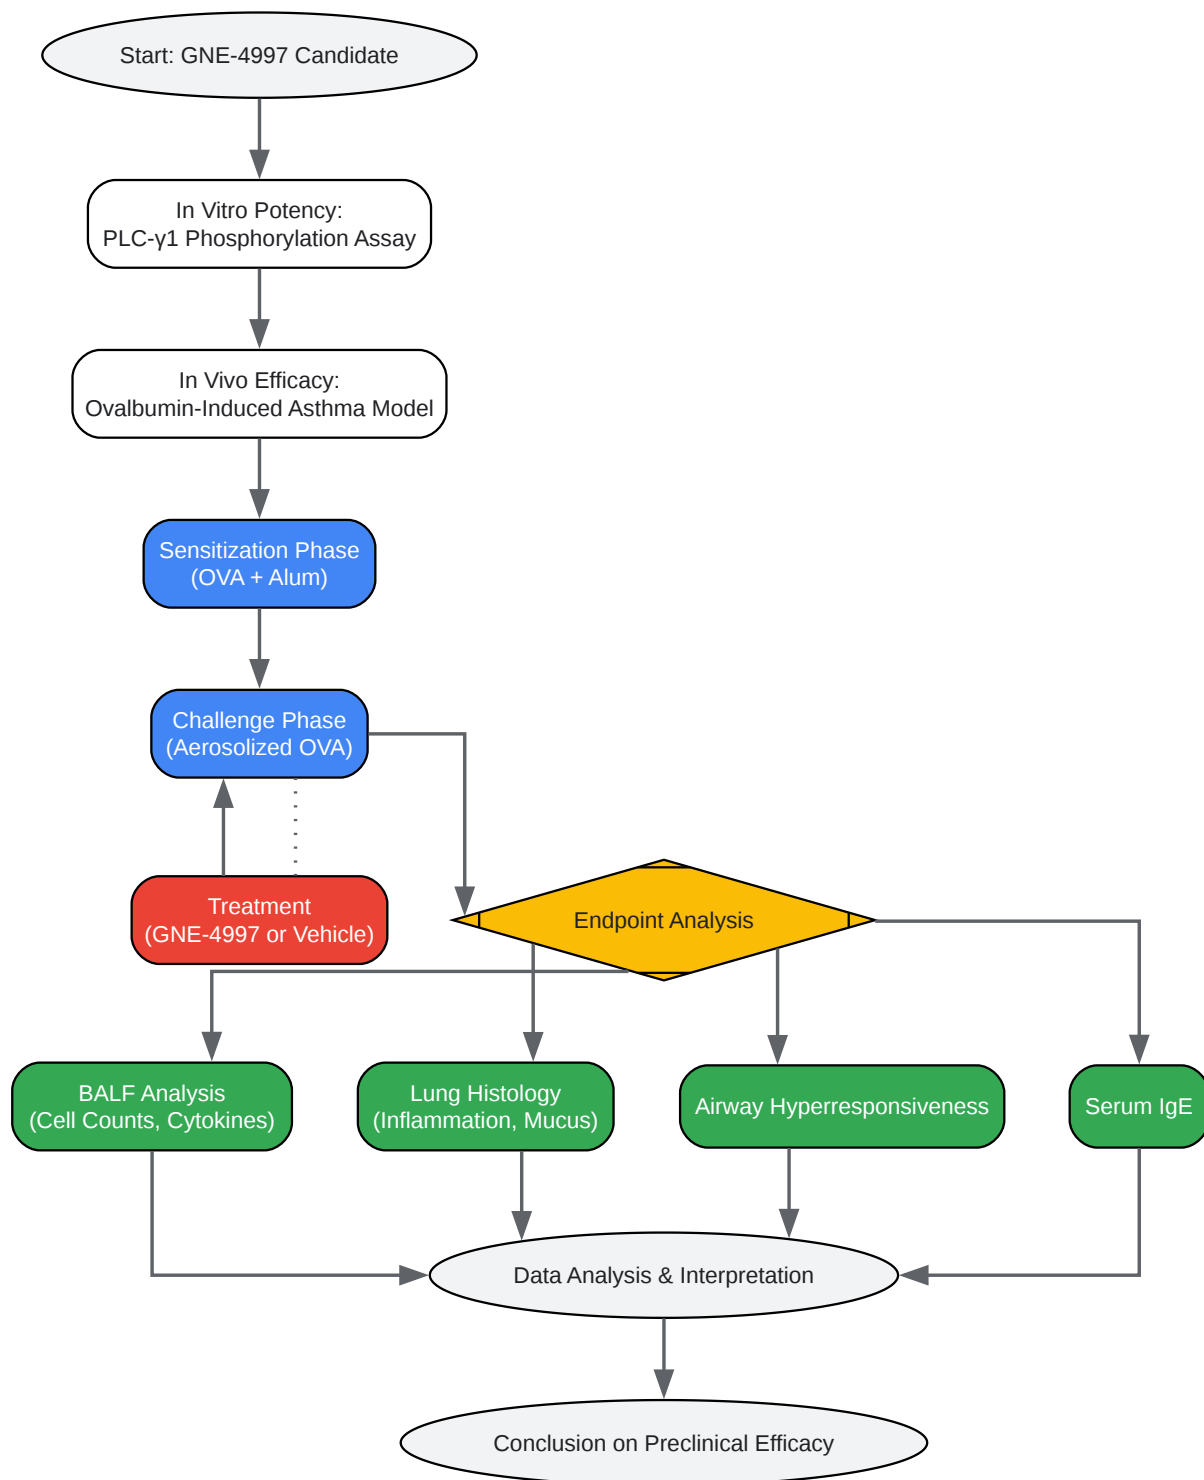 Start: GNE-4997 Candidate
In Vitro Potency:
PLC-γ1 Phosphorylation Assay
In Vivo Efficacy:
Ovalbumin-Induced Asthma Model
Sensitization Phase
(OVA + Alum)
Challenge Phase
(Aerosolized OVA)
Treatment
(GNE-4997 or Vehicle)
Endpoint Analysis
BALF Analysis
(Cell Counts, Cytokines)
Lung Histology
(Inflammation, Mucus)
Airway Hyperresponsiveness
Serum IgE
Data Analysis & Interpretation
Conclusion on Preclinical Efficacy